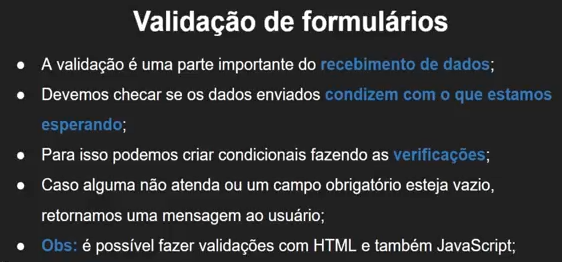 Validação de formulários
● A validação é uma parte importante do recebimento de dados;
● Devemos checar se os dados enviados condizem com o que estamos
esperando;
● Para isso podemos criar condicionais fazendo as verificações;
● Caso alguma não atenda ou um campo obrigatório esteja vazio,
retornamos uma mensagem ao usuário;
● Obs: é possível fazer validações com HTML e também JavaScript;